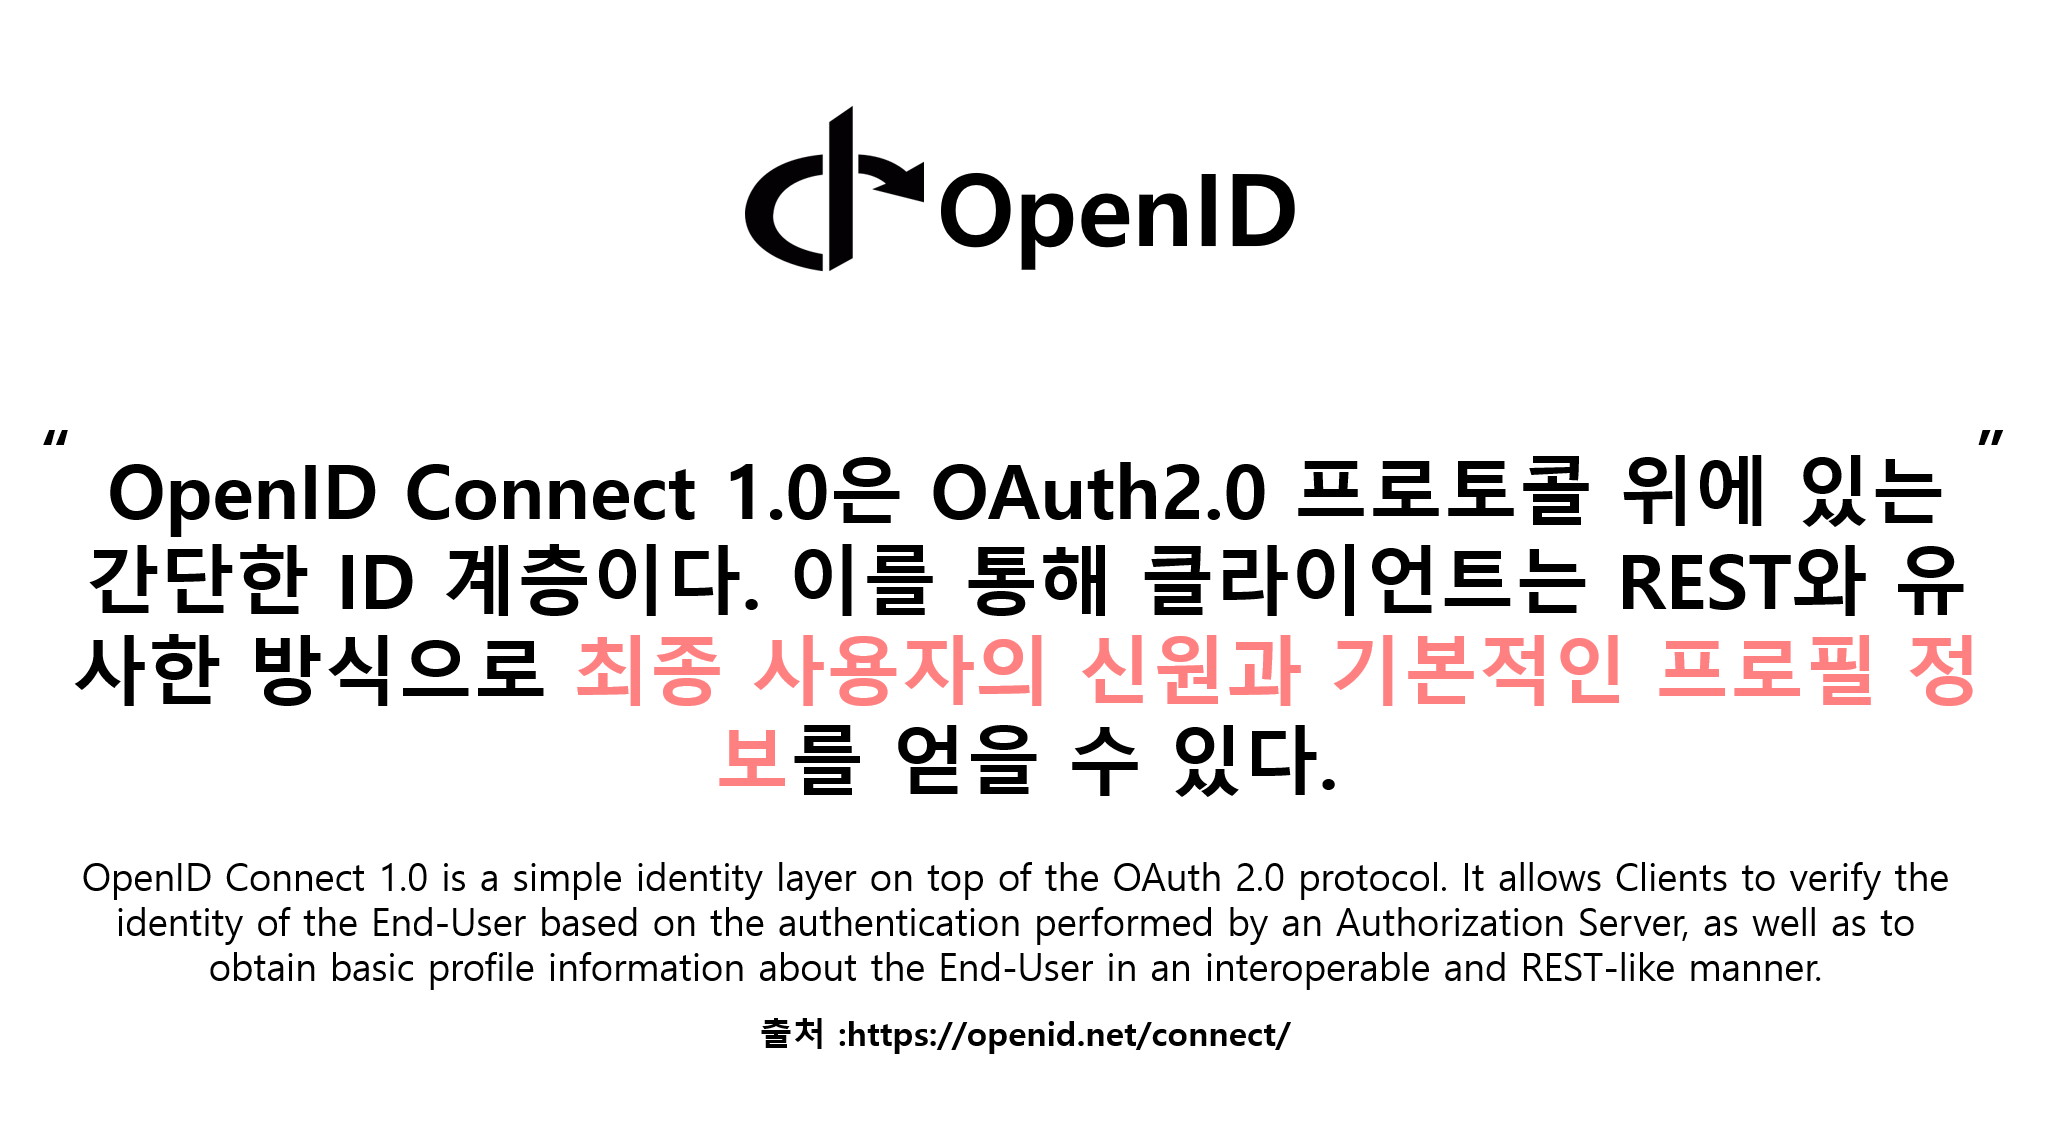 OpenID
“ OpenID Connect 1.0은 OAuth2.0 프로토콜 위에 있는 ”
간단한 ID 계층이다. 이를 통해 클라이언트는 REST와 유
사한 방식으로 최종 사용자의 신원과 기본적인 프로필 정
보를 얻을 수 있다.
OpenID Connect 1.0 is a simple identity layer on top of the OAuth 2.0 protocol. It allows Clients to verify the
identity of the End-User based on the authentication performed by an Authorization Server, as well as to
obtain basic profile information about the End-User in an interoperable and REST-like manner.
출처 :https://openid.net/connect/